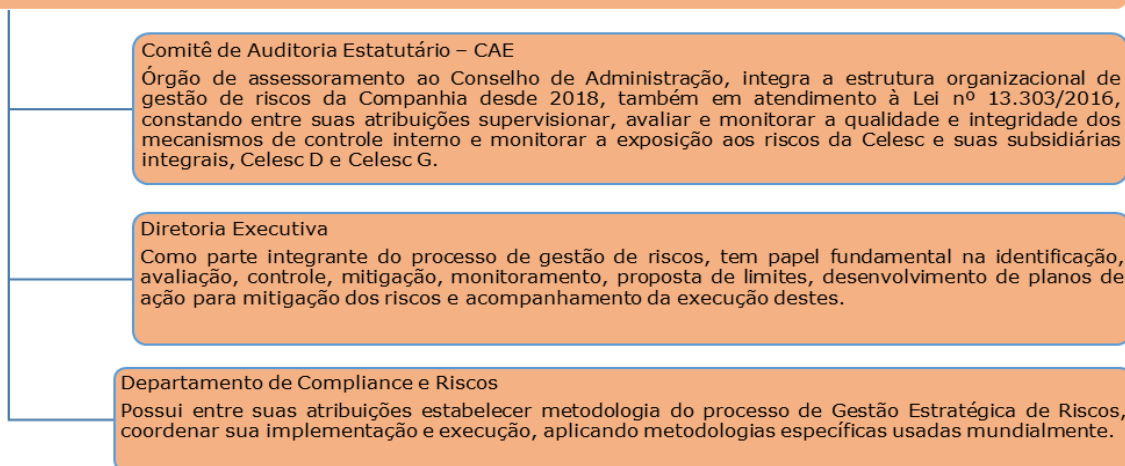 Comitê de Auditoria Estatutário – CAE
Órgão de assessoramento ao Conselho de Administração, integra a estrutura organizacional de
gestão de riscos da Companhia desde 2018, também em atendimento à Lei nº 13.303/2016,
constando entre suas atribuições supervisionar, avaliar e monitorar a qualidade e integridade dos
mecanismos de controle interno e monitorar a exposição aos riscos da Celesc e suas subsidiárias
integrais, Celesc D e Celesc G.
Diretoria Executiva
Como parte integrante do processo de gestão de riscos, tem papel fundamental na identificação,
avaliação, controle, mitigação, monitoramento, proposta de limites, desenvolvimento de planos de
ação para mitigação dos riscos e acompanhamento da execução destes.
Departamento de Compliance e Riscos
Possui entre suas atribuições estabelecer metodologia do processo de Gestão Estratégica de Riscos,
coordenar sua implementação e execução, aplicando metodologias específicas usadas mundialmente.